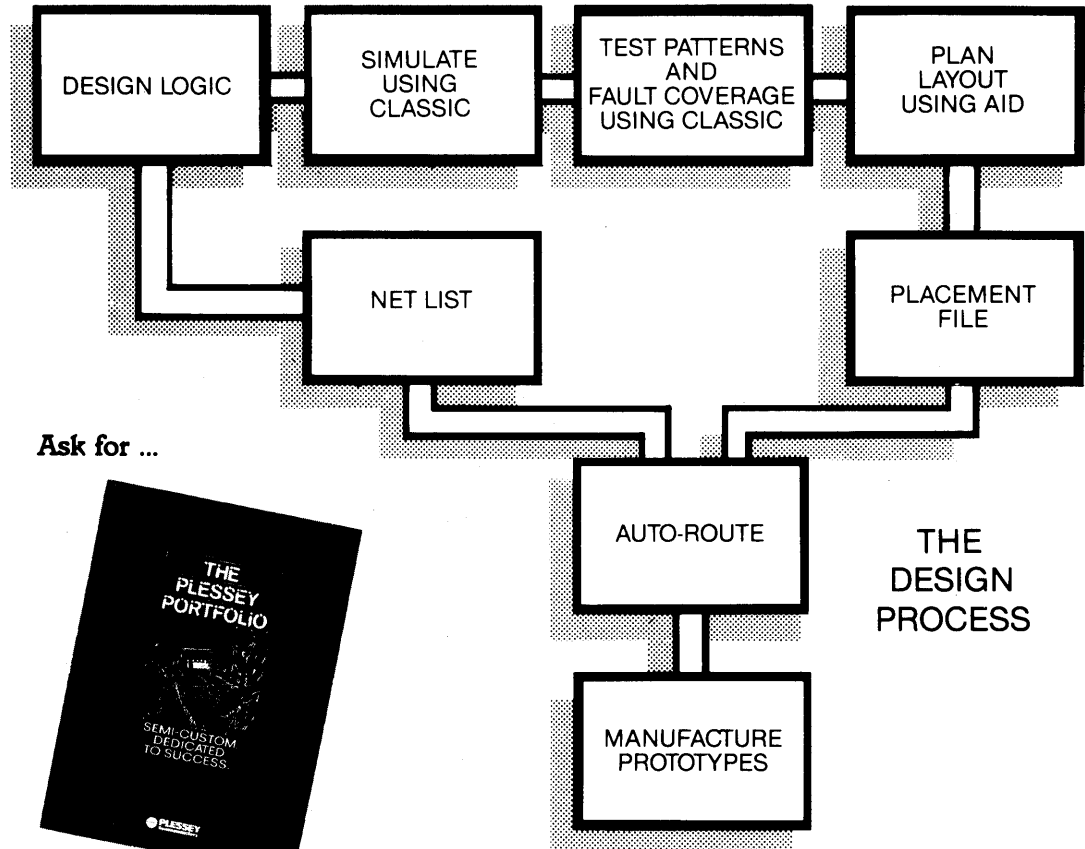 DESIGN LOGIC
SIMULATE
USING
CLASSIC
TEST PATTERNS
AND
FAULT COVERAGE
USING CLASSIC
PLAN
LAYOUT
USING AID
NET LIST
PLACEMENT
FILE
Ask for ...
AUTO-ROUTE
THE
DESIGN
PROCESS
THE
PLESSEY
PORTFOLIO
SEMI-CUSTOM
DEDICATED
TO SUCCESS.
PLESSEY
MANUFACTURE
PROTOTYPES